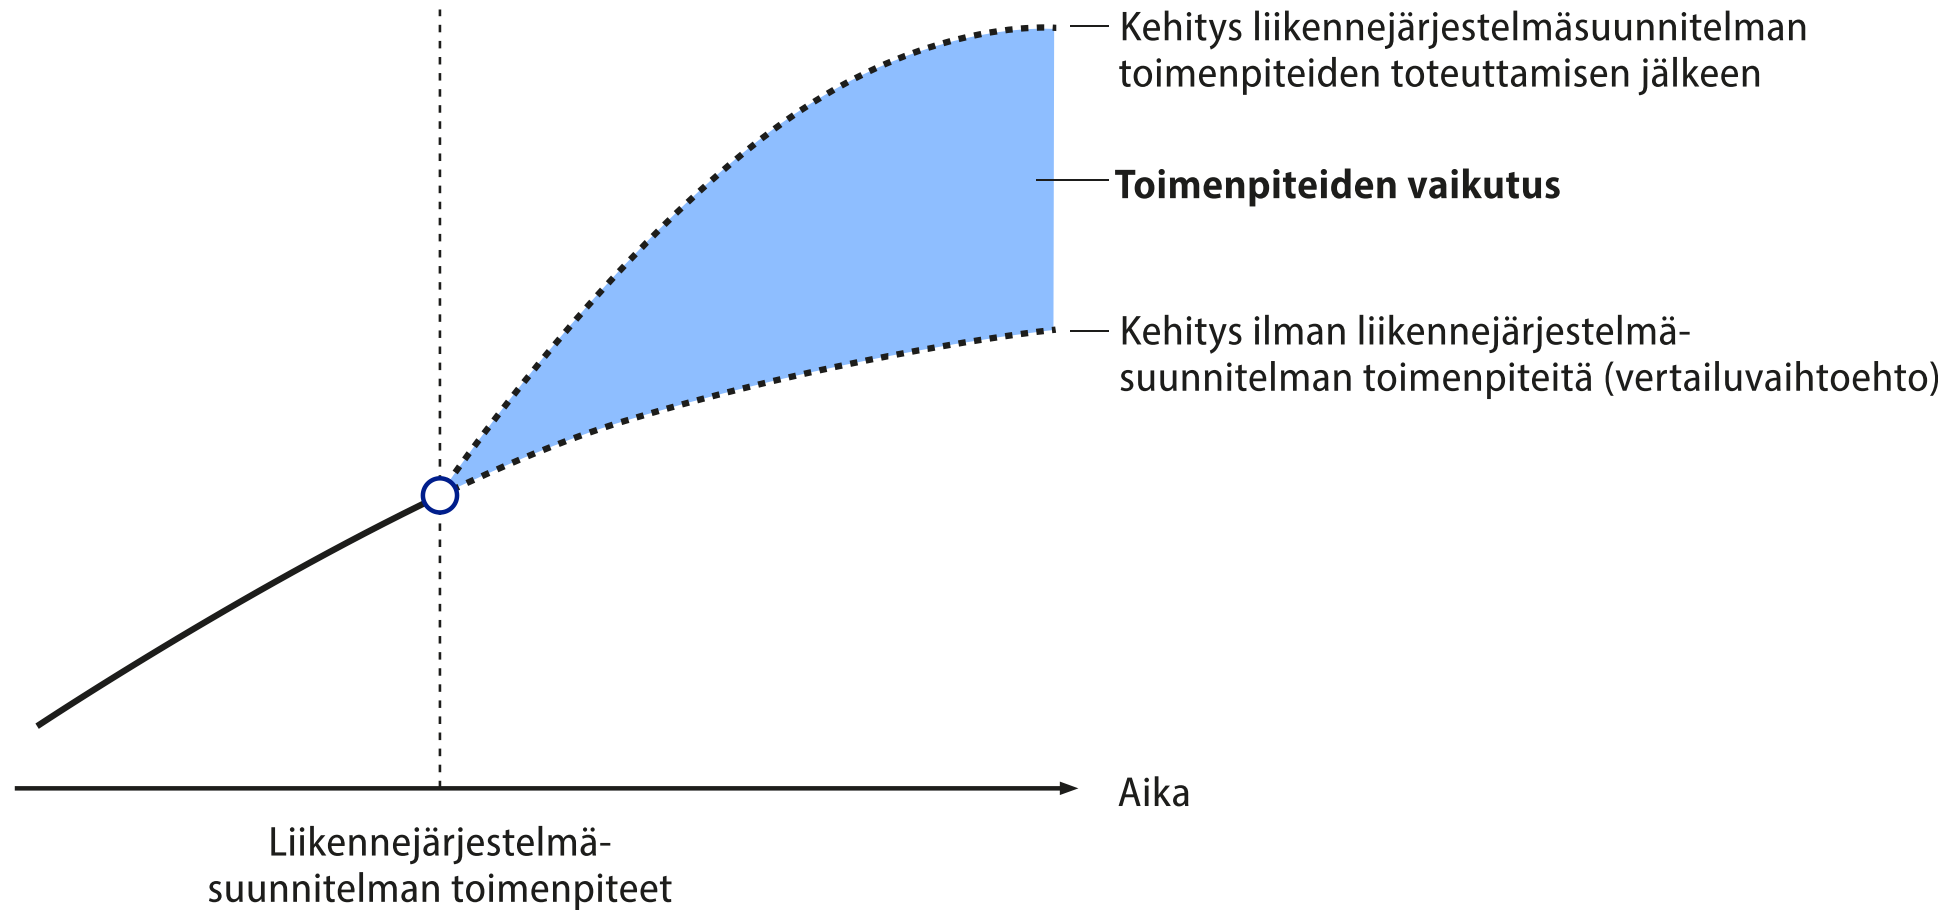 Kehitys liikennejärjestelmäsuunnitelman
toimenpiteiden toteuttamisen jälkeen
Toimenpiteiden vaikutus
Kehitys ilman liikennejärjestelmä-
suunnitelman toimenpiteitä (vertailuvaihtoehto)
Aika
Liikennejärjestelmä-
suunnitelman toimenpiteet